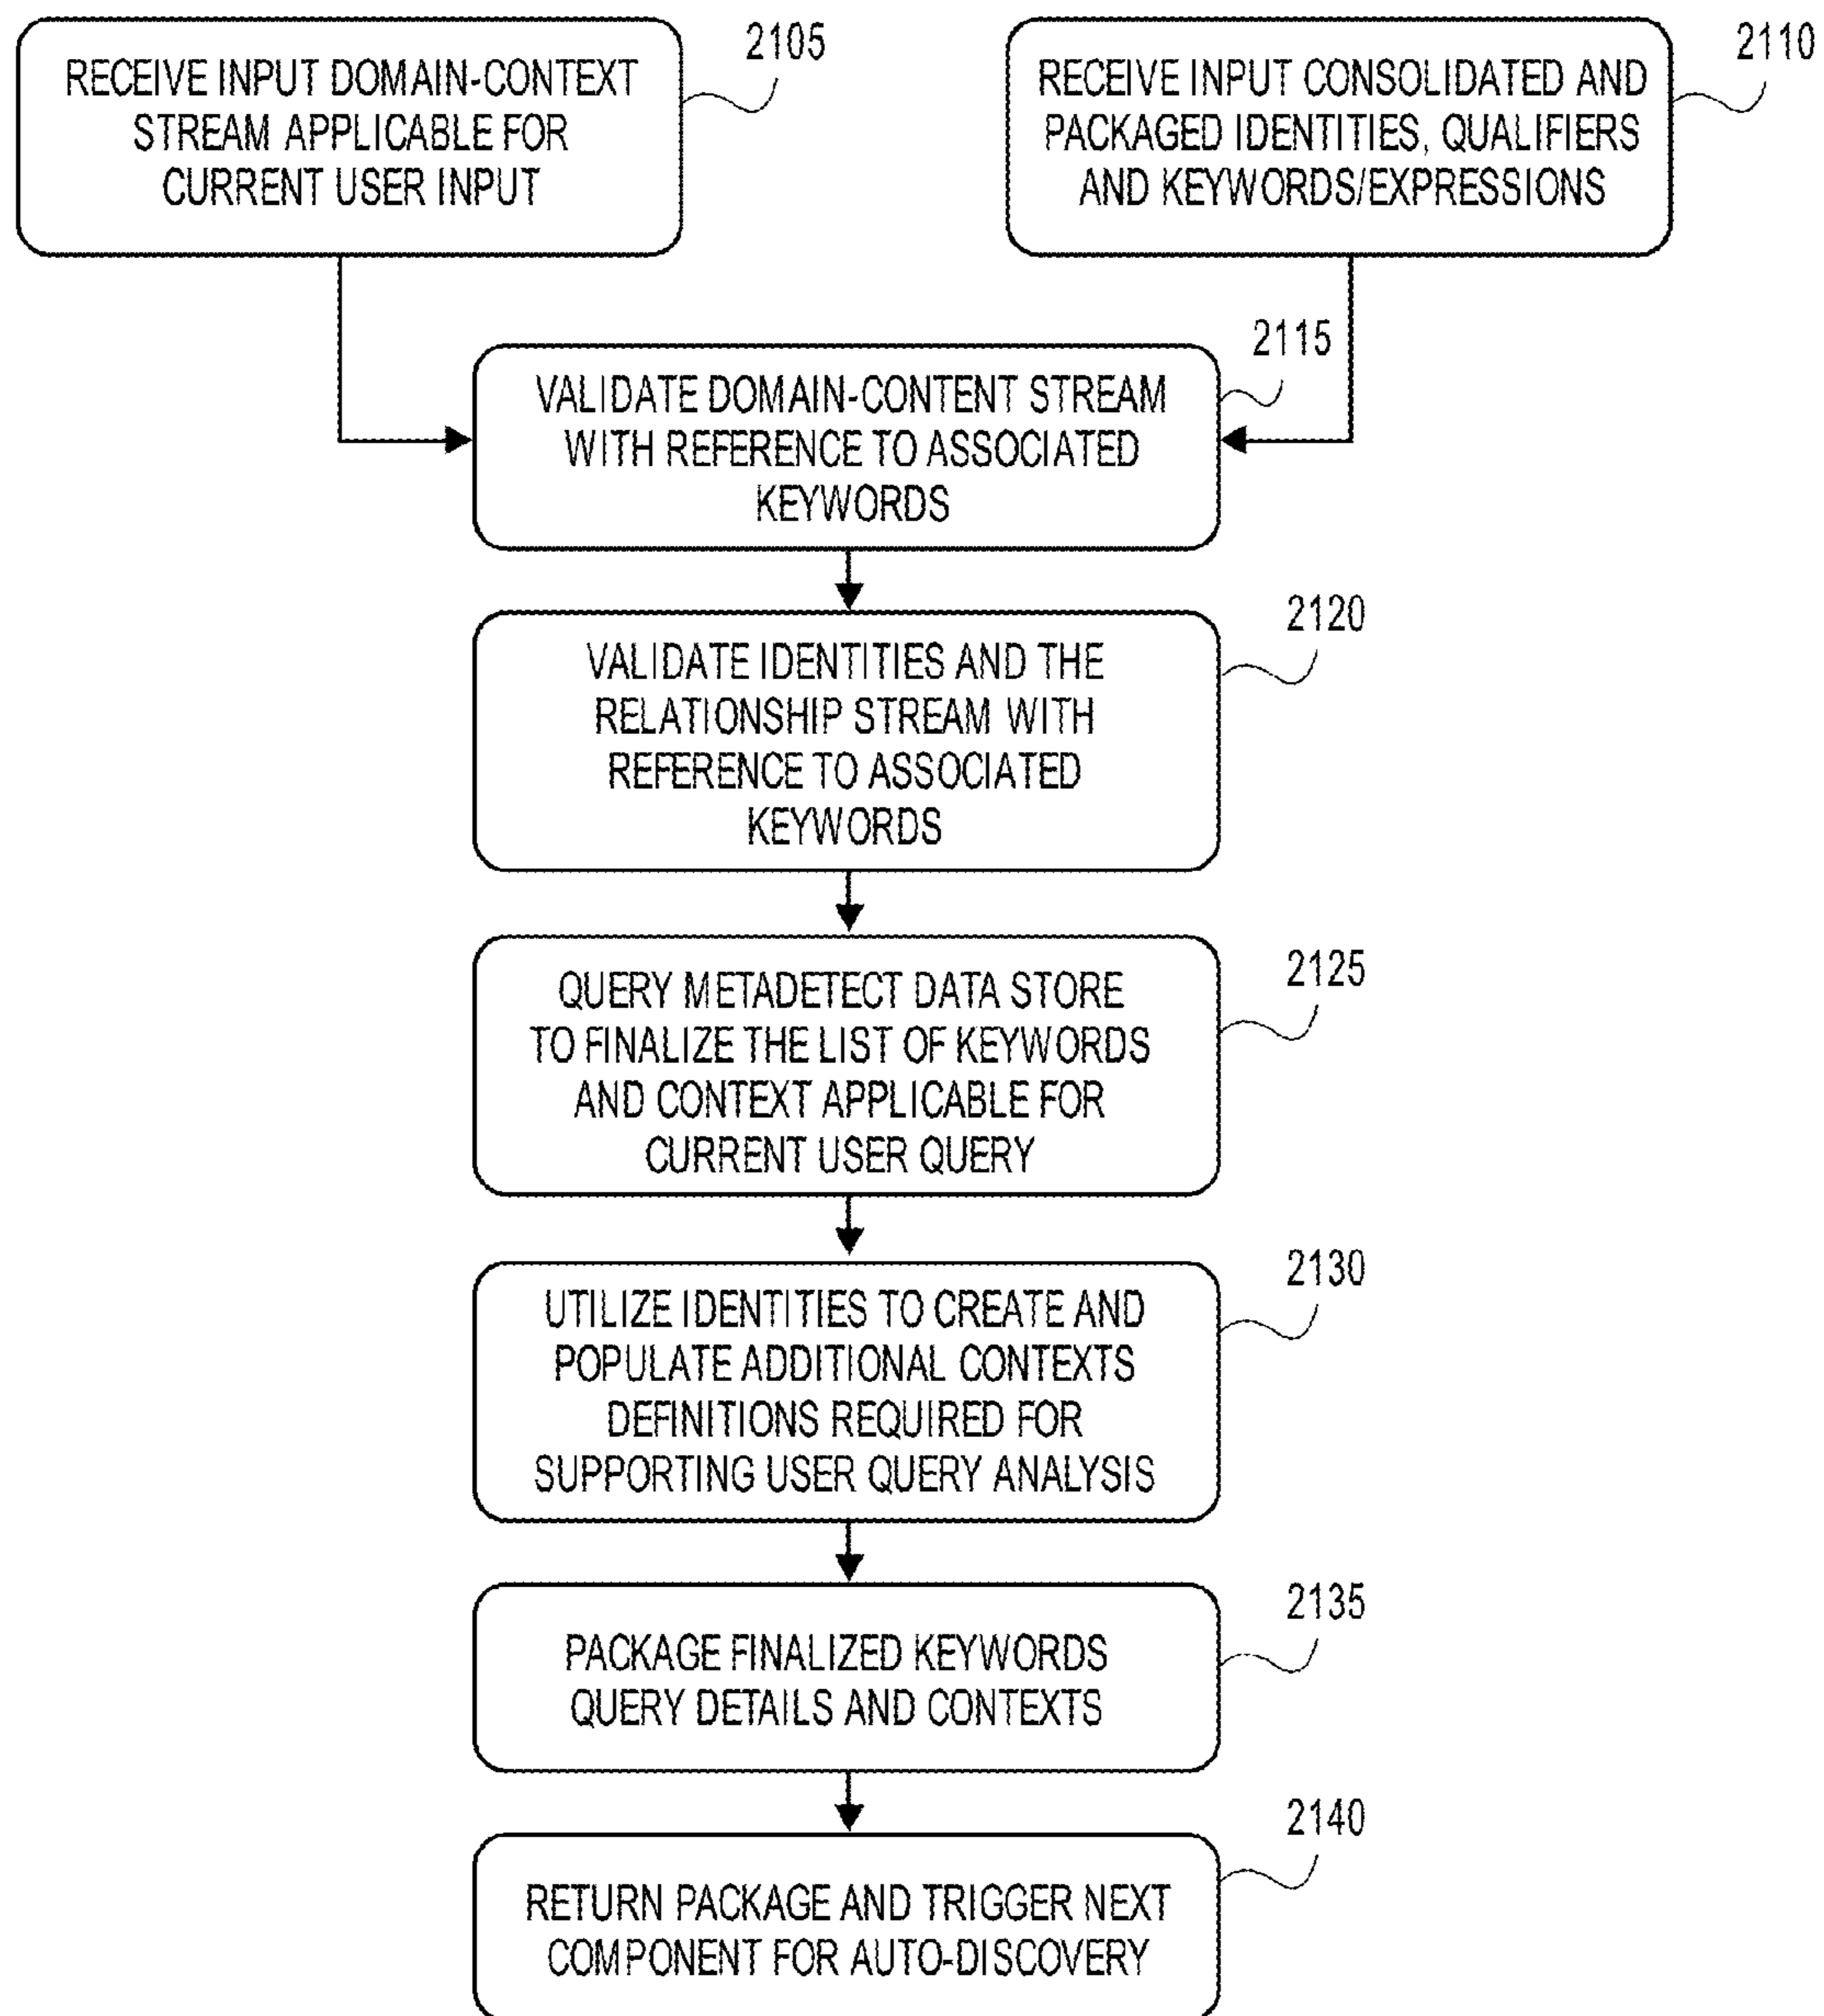 RECEIVE INPUT DOMAIN-CONTEXT
STREAM APPLICABLE FOR
CURRENT USER INPUT
2105
RECEIVE INPUT CONSOLIDATED AND
PACKAGED IDENTITIES, QUALIFIERS
AND KEYWORDS/EXPRESSIONS
2110
VALIDATE DOMAIN-CONTENT STREAM
WITH REFERENCE TO ASSOCIATED
KEYWORDS
2115
VALIDATE IDENTITIES AND THE
RELATIONSHIP STREAM WITH
REFERENCE TO ASSOCIATED
KEYWORDS
2120
QUERY METADETECT DATA STORE
TO FINALIZE THE LIST OF KEYWORDS
AND CONTEXT APPLICABLE FOR
CURRENT USER QUERY
2125
UTILIZE IDENTITIES TO CREATE AND
POPULATE ADDITIONAL CONTEXTS
DEFINITIONS REQUIRED FOR
SUPPORTING USER QUERY ANALYSIS
2130
PACKAGE FINALIZED KEYWORDS
QUERY DETAILS AND CONTEXTS
2135
RETURN PACKAGE AND TRIGGER NEXT
COMPONENT FOR AUTO-DISCOVERY
2140